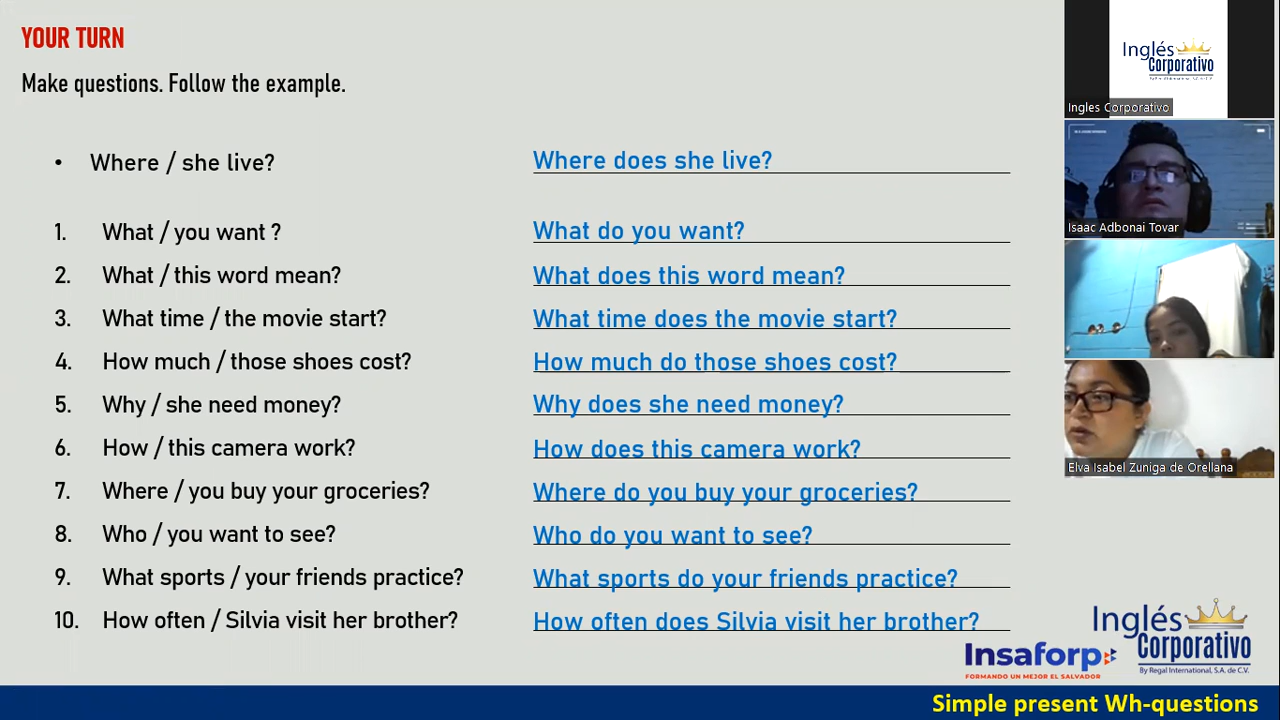 YOUR TURN
Make questions. Follow the example.
• Where / she live? Where does she live?
1. What / you want ? What do you want?
2. What / this word mean? What does this word mean?
3. What time / the movie start? What time does the movie start?
4. How much / those shoes cost? How much do those shoes cost?
5. Why / she need money? Why does she need money?
6. How / this camera work? How does this camera work?
7. Where / you buy your groceries? Where do you buy your groceries?
8. Who / you want to see? Who do you want to see?
9. What sports / your friends practice? What sports do your friends practice?
10. How often / Silvia visit her brother? How often does Silvia visit her brother?
Insaforp
FORMANDO UN MEJOR EL SALVADOR
Inglés
Corporativo
By Regal International, S.A. de C.V.
Simple present Wh-questions
Inglés
Corporativo
Ingles Corporativo
Isaac Adbonai Tovar
Elva Isabel Zuniga de Orellana